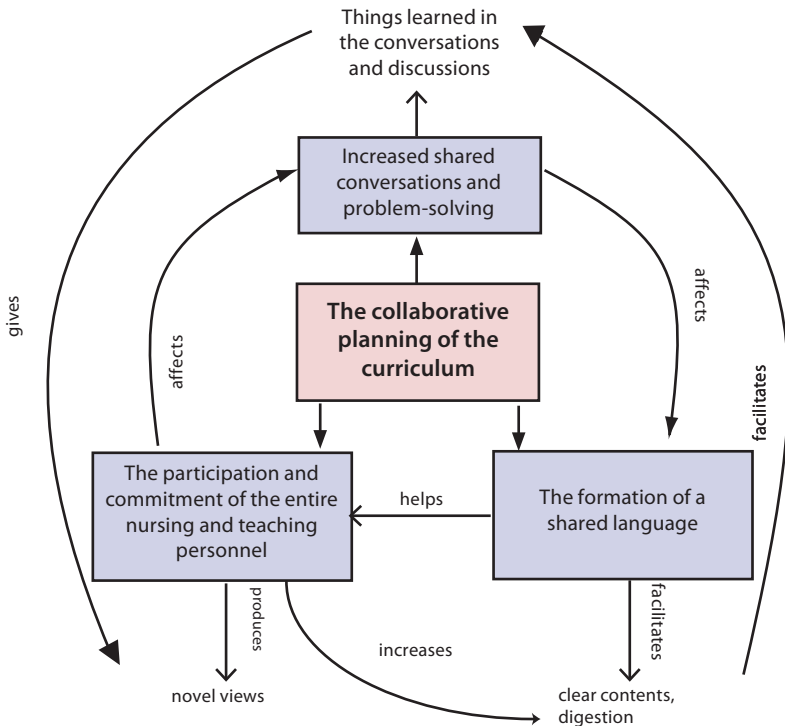 Things learned in
the conversations
and discussions
Increased shared
conversations and
problem-solving
The collaborative
planning of the
curriculum
gives
affects
affects
facilitates
The participation and
commitment of the entire
nursing and teaching
personnel
helps
The formation of a
shared language
produces
increases
facilitates
novel views
clear contents,
digestion